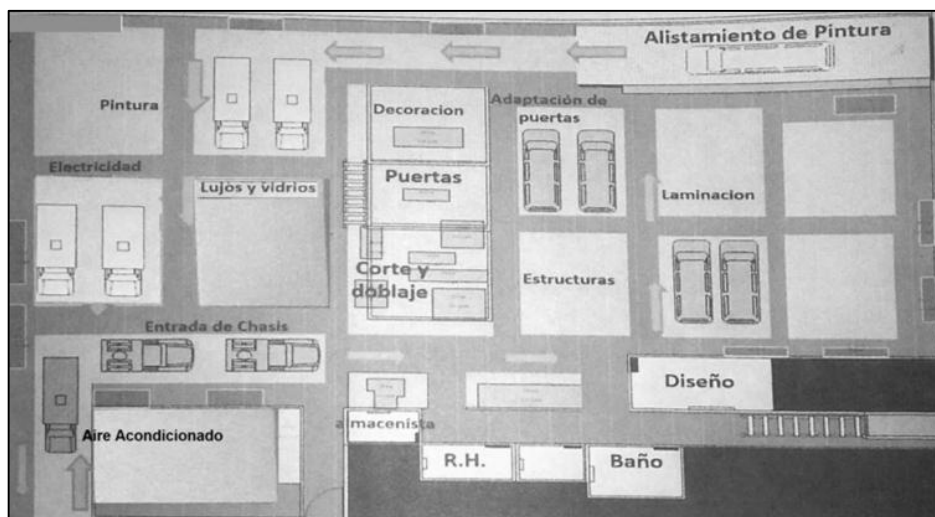 Alistamiento de Pintura
Pintura
Decoracion
Adaptación de
puertas
Electricidad
Lujos y vidrios
Puertas
Laminacion
Corte y
doblaje
Estructuras
Entrada de Chasis
Diseño
almacenista
Aire Acondicionado
R.H.
Baño